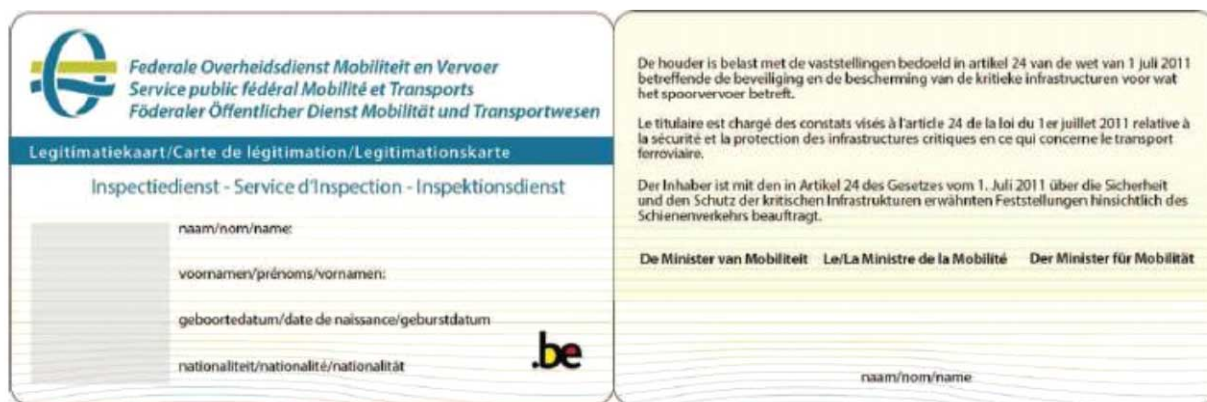 Federale Overheidsdienst Mobiliteit en Vervoer
Service public fédéral Mobilité et Transports
Föderaler Öffentlicher Dienst Mobilität und Transportwesen
Legitimatiekaart/Carte de légitimation/Legitimationskarte
Inspectiedienst - Service d'Inspection - Inspektionsdienst
naam/nom/name:
voornamen/prénoms/vornamen:
geboortedatum/date de naissance/geburstdatum
nationaliteit/nationalité/nationalität
.be
De houder is belast met de vaststellingen bedoeld in artikel 24 van de wet van 1 juli 2011
betreffende de beveiliging en de bescherming van de kritieke infrastructuren voor wat
het spoorvervoer betreft.
Le titulaire est chargé des constats visés à l'article 24 de la loi du 1er juillet 2011 relative à
la sécurité et la protection des infrastructures critiques en ce qui concerne le transport
ferroviaire.
Der Inhaber ist mit den in Artikel 24 des Gesetzes vom 1. Juli 2011 über die Sicherheit
und den Schutz der kritischen Infrastrukturen erwähnten Feststellungen hinsichtlich des
Schienenverkehrs beauftragt.
De Minister van Mobiliteit Le/La Ministre de la Mobilité Der Minister für Mobilität
naam/nom/name